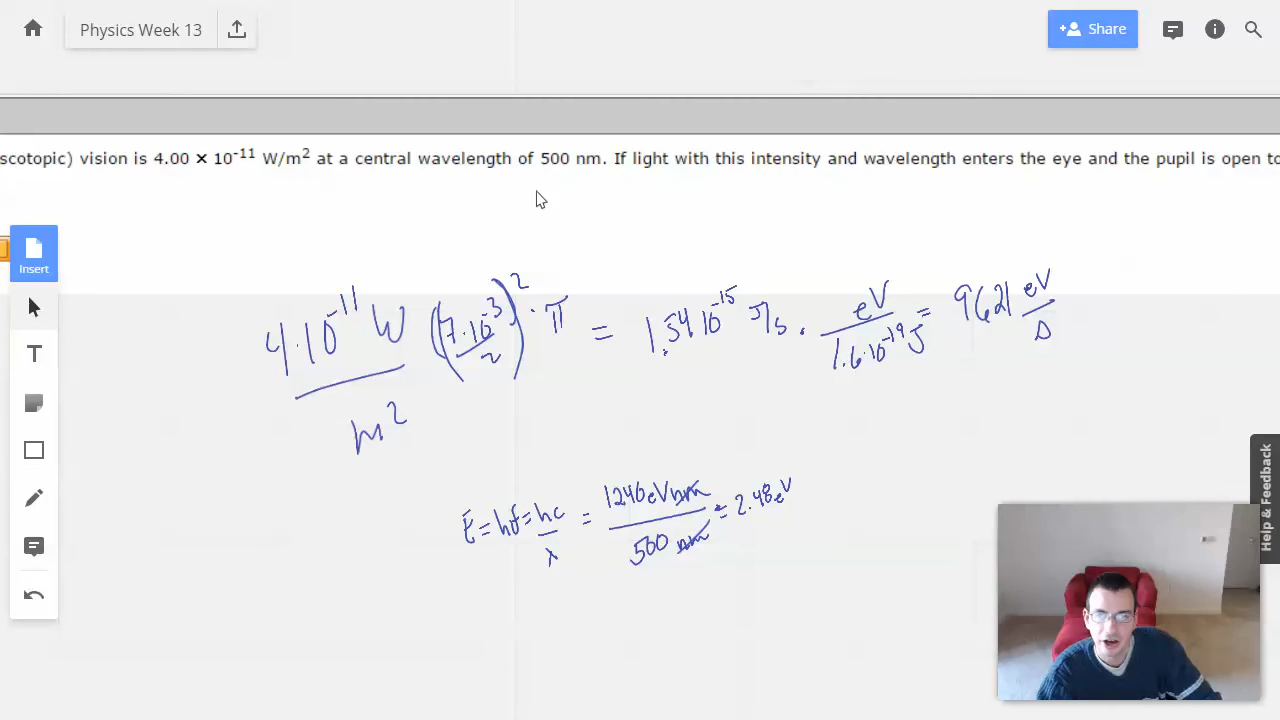 Physics Week 13
Share
scotopic) vision is 4.00 × 10⁻¹¹ W/m² at a central wavelength of 500 nm. If light with this intensity and wavelength enters the eye and the pupil is open to
Insert
T
4·10⁻¹¹ W / m² (7·10⁻³ / 2)² · π = 1.54 10⁻¹⁵ J/s · eV / 1.6·10⁻¹⁹ J = 9621 eV / s
E = hf = hc / λ = 1240 eV nm / 500 nm = 2.48 eV
Help & Feedback